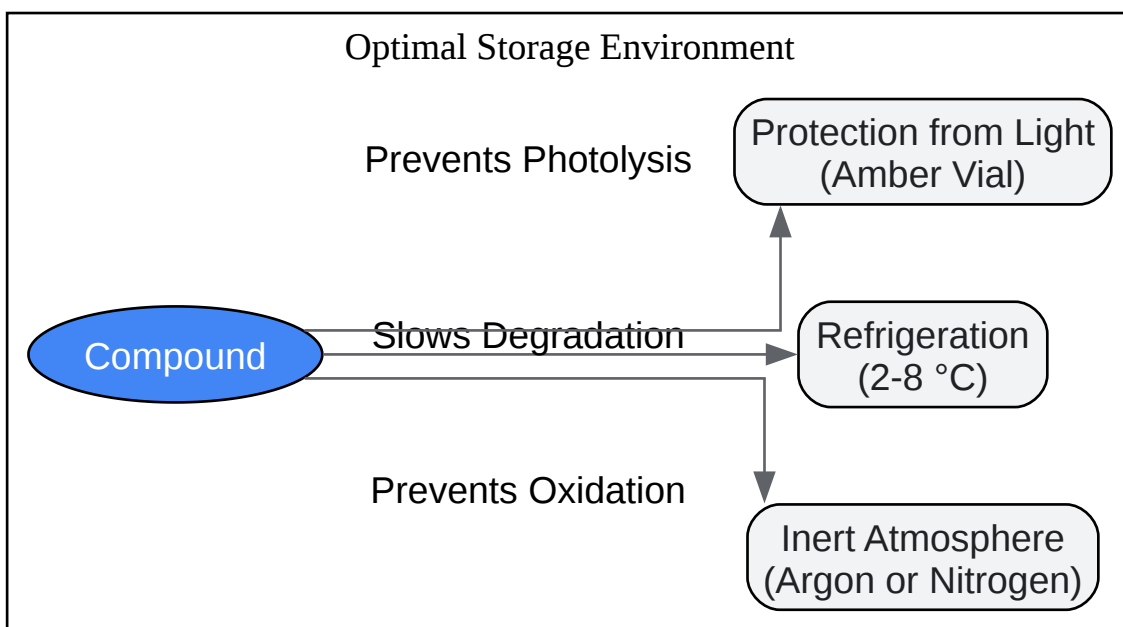 Optimal Storage Environment
Prevents Photolysis
Protection from Light
(Amber Vial)
Compound
Slows Degradation
Refrigeration
(2-8 °C)
Prevents Oxidation
Inert Atmosphere
(Argon or Nitrogen)